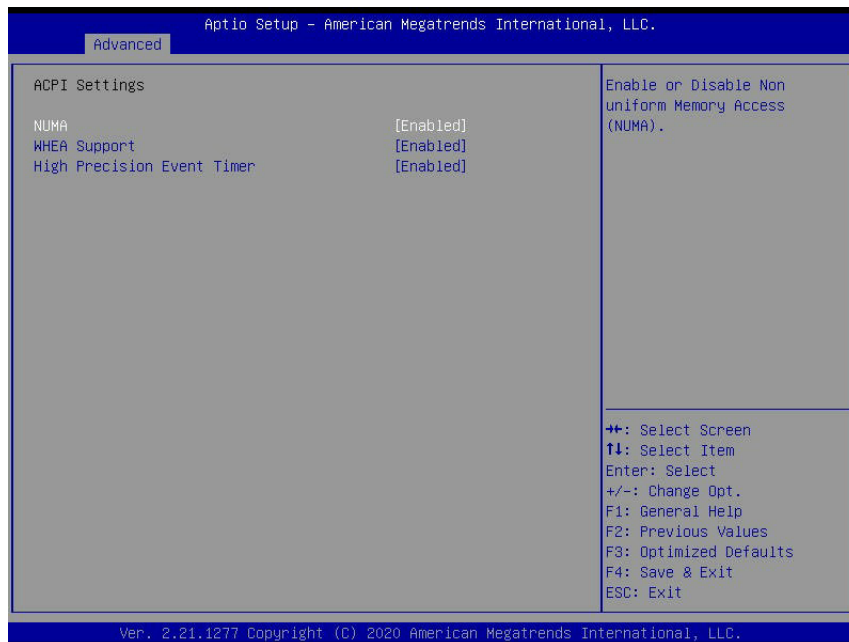 Aptio Setup – American Megatrends International, LLC.
Advanced
ACPI Settings
NUMA [Enabled]
WHEA Support [Enabled]
High Precision Event Timer [Enabled]
Enable or Disable Non
uniform Memory Access
(NUMA).
→←: Select Screen
↑↓: Select Item
Enter: Select
+/-: Change Opt.
F1: General Help
F2: Previous Values
F3: Optimized Defaults
F4: Save & Exit
ESC: Exit
Ver. 2.21.1277 Copyright (C) 2020 American Megatrends International, LLC.